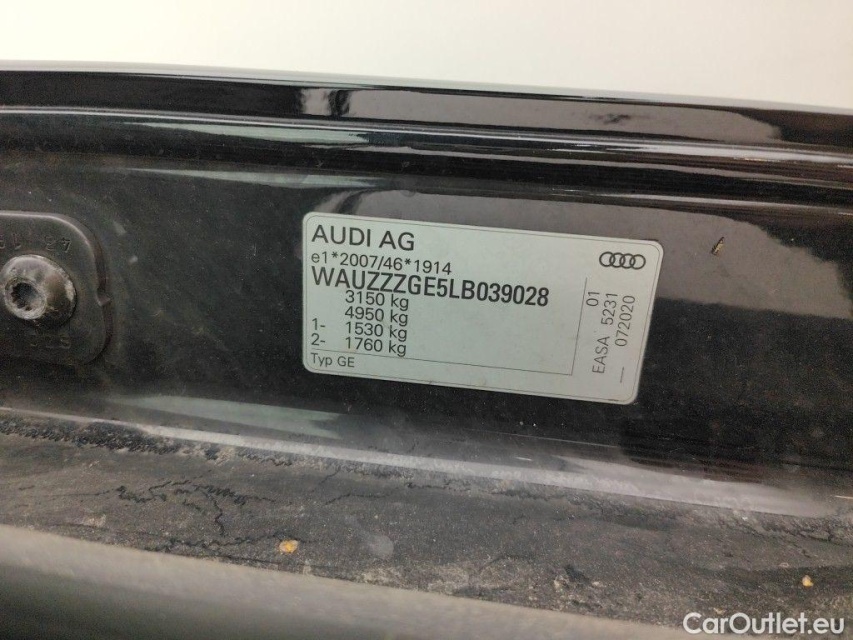 AUDI AG
e1*2007/46*1914
WAUZZZGE5LB039028
3150 kg
4950 kg
1- 1530 kg
2- 1760 kg
Typ GE
01
EASA 5231
— 072020
CarOutlet.eu